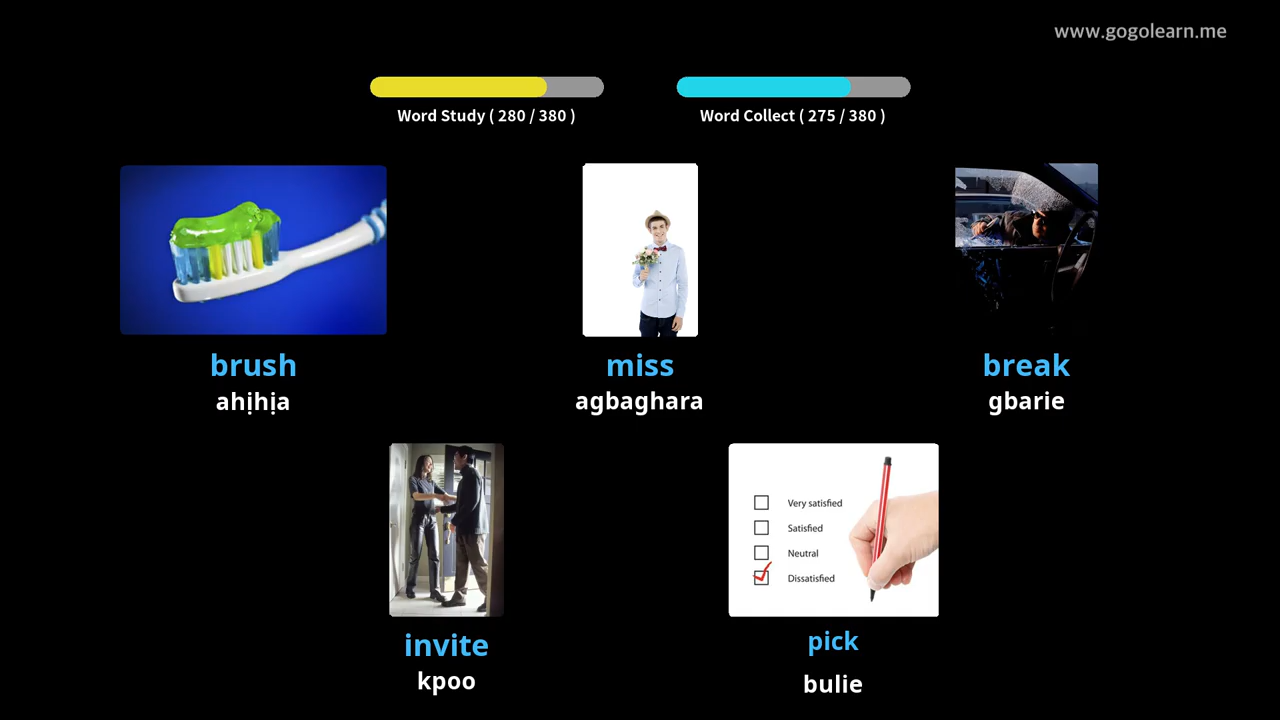 www.gogolearn.me
Word Study ( 280 / 380 )
Word Collect ( 275 / 380 )
brush
ahịhịa
miss
agbaghara
break
gbarie
Very satisfied
Satisfied
Neutral
Dissatisfied
invite
kpoo
pick
bulie